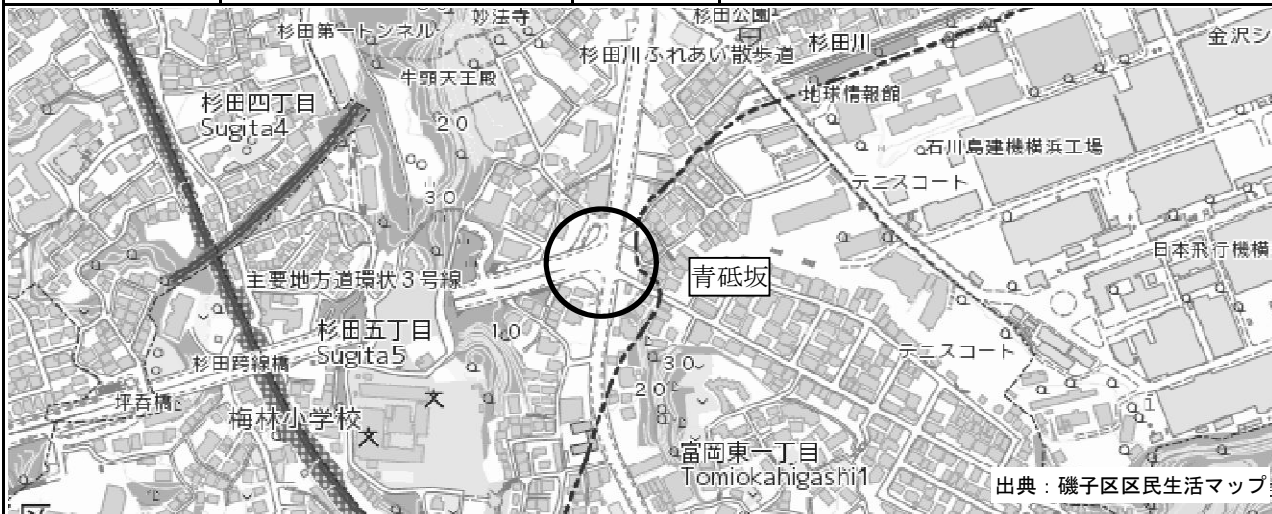 妙法寺
杉田公園
杉田第一トンネル
杉田川
金沢シ
杉田川ふれあい散歩道
牛頭天王殿
地球情報館
杉田四丁目
Sugita4
20
石川島建機横浜工場
テニスコート
30
日本飛行機横
主要地方道環状3号線
青砥坂
杉田五丁目
Sugita5
10
杉田跨線橋
テニスコート
30
20
坪呑橋
梅林小学校
文
文
富岡東一丁目
Tomiokahigashi1
出典：磯子区区民生活マップ